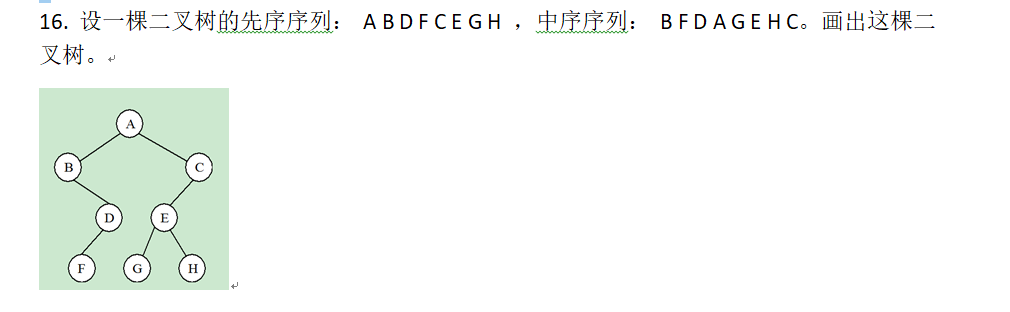 16. 设一棵二叉树的先序序列： A B D F C E G H ，中序序列： B F D A G E H C。画出这棵二
叉树。
A
B C
D E
F G H